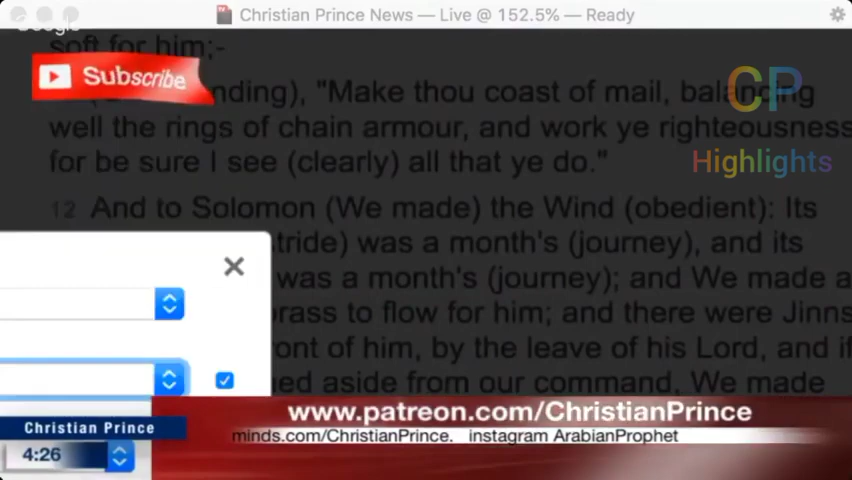 Christian Prince News — Live @ 152.5% — Ready
Google
soft for him;-
Subscribe
nding), "Make thou coast of mail, balancing
CP
well the rings of chain armour, and work ye righteousness
for be sure I see (clearly) all that ye do."
Highlights
12 And to Solomon (We made) the Wind (obedient): Its
tride) was a month's (journey), and its
was a month's (journey); and We made a
rass to flow for him; and there were Jinns
ont of him, by the leave of his Lord, and if
ed aside from our command, We made
www.patreon.com/ChristianPrince
Christian Prince
minds.com/ChristianPrince. instagram ArabianProphet
4:26